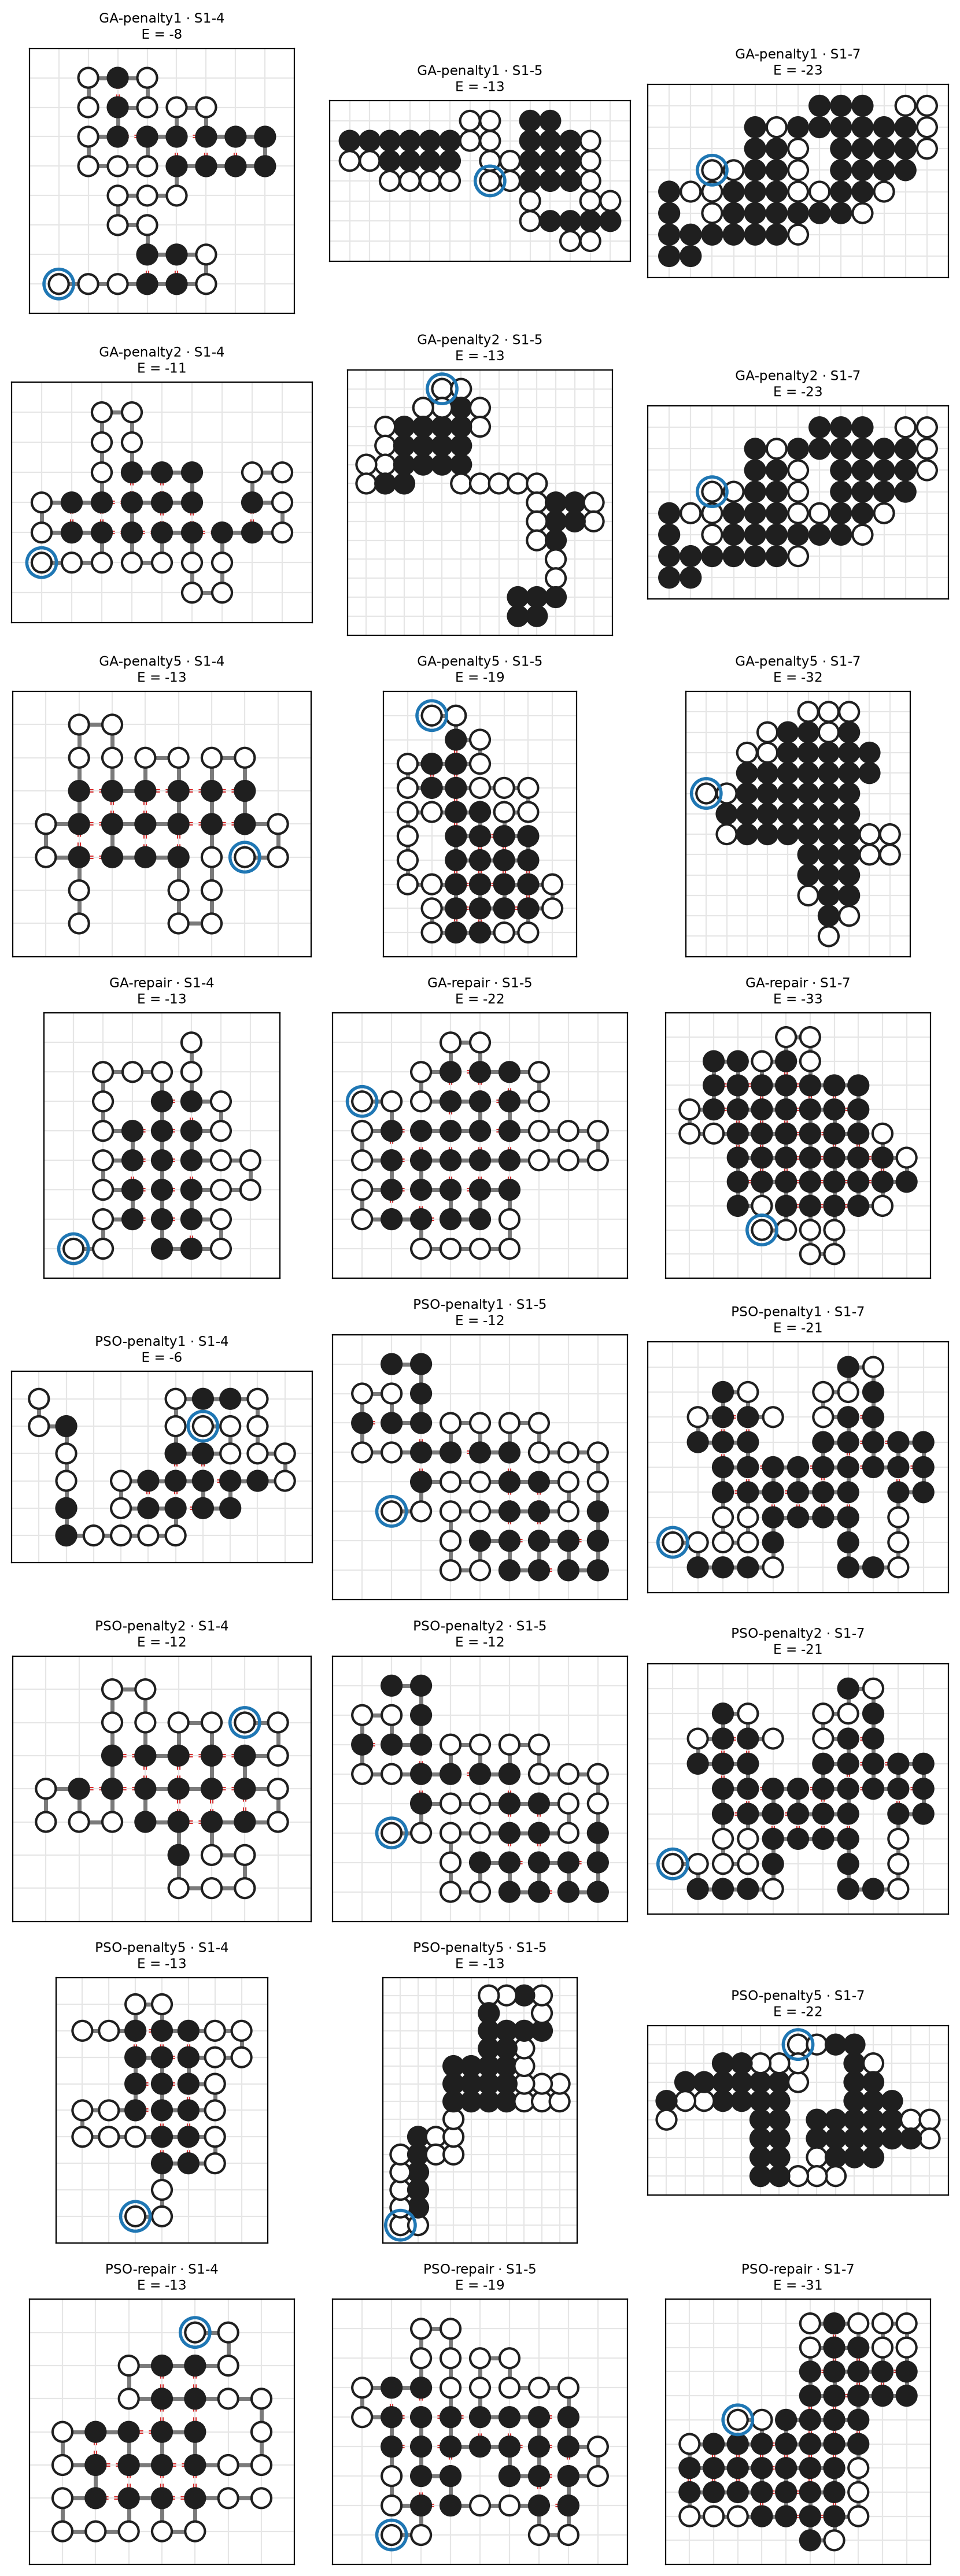 GA-penalty1 · S1-4
E = -8
GA-penalty1 · S1-5
E = -13
GA-penalty1 · S1-7
E = -23
GA-penalty2 · S1-4
E = -11
GA-penalty2 · S1-5
E = -13
GA-penalty2 · S1-7
E = -23
GA-penalty5 · S1-4
E = -13
GA-penalty5 · S1-5
E = -19
GA-penalty5 · S1-7
E = -32
GA-repair · S1-4
E = -13
GA-repair · S1-5
E = -22
GA-repair · S1-7
E = -33
PSO-penalty1 · S1-4
E = -6
PSO-penalty1 · S1-5
E = -12
PSO-penalty1 · S1-7
E = -21
PSO-penalty2 · S1-4
E = -12
PSO-penalty2 · S1-5
E = -12
PSO-penalty2 · S1-7
E = -21
PSO-penalty5 · S1-4
E = -13
PSO-penalty5 · S1-5
E = -13
PSO-penalty5 · S1-7
E = -22
PSO-repair · S1-4
E = -13
PSO-repair · S1-5
E = -19
PSO-repair · S1-7
E = -31